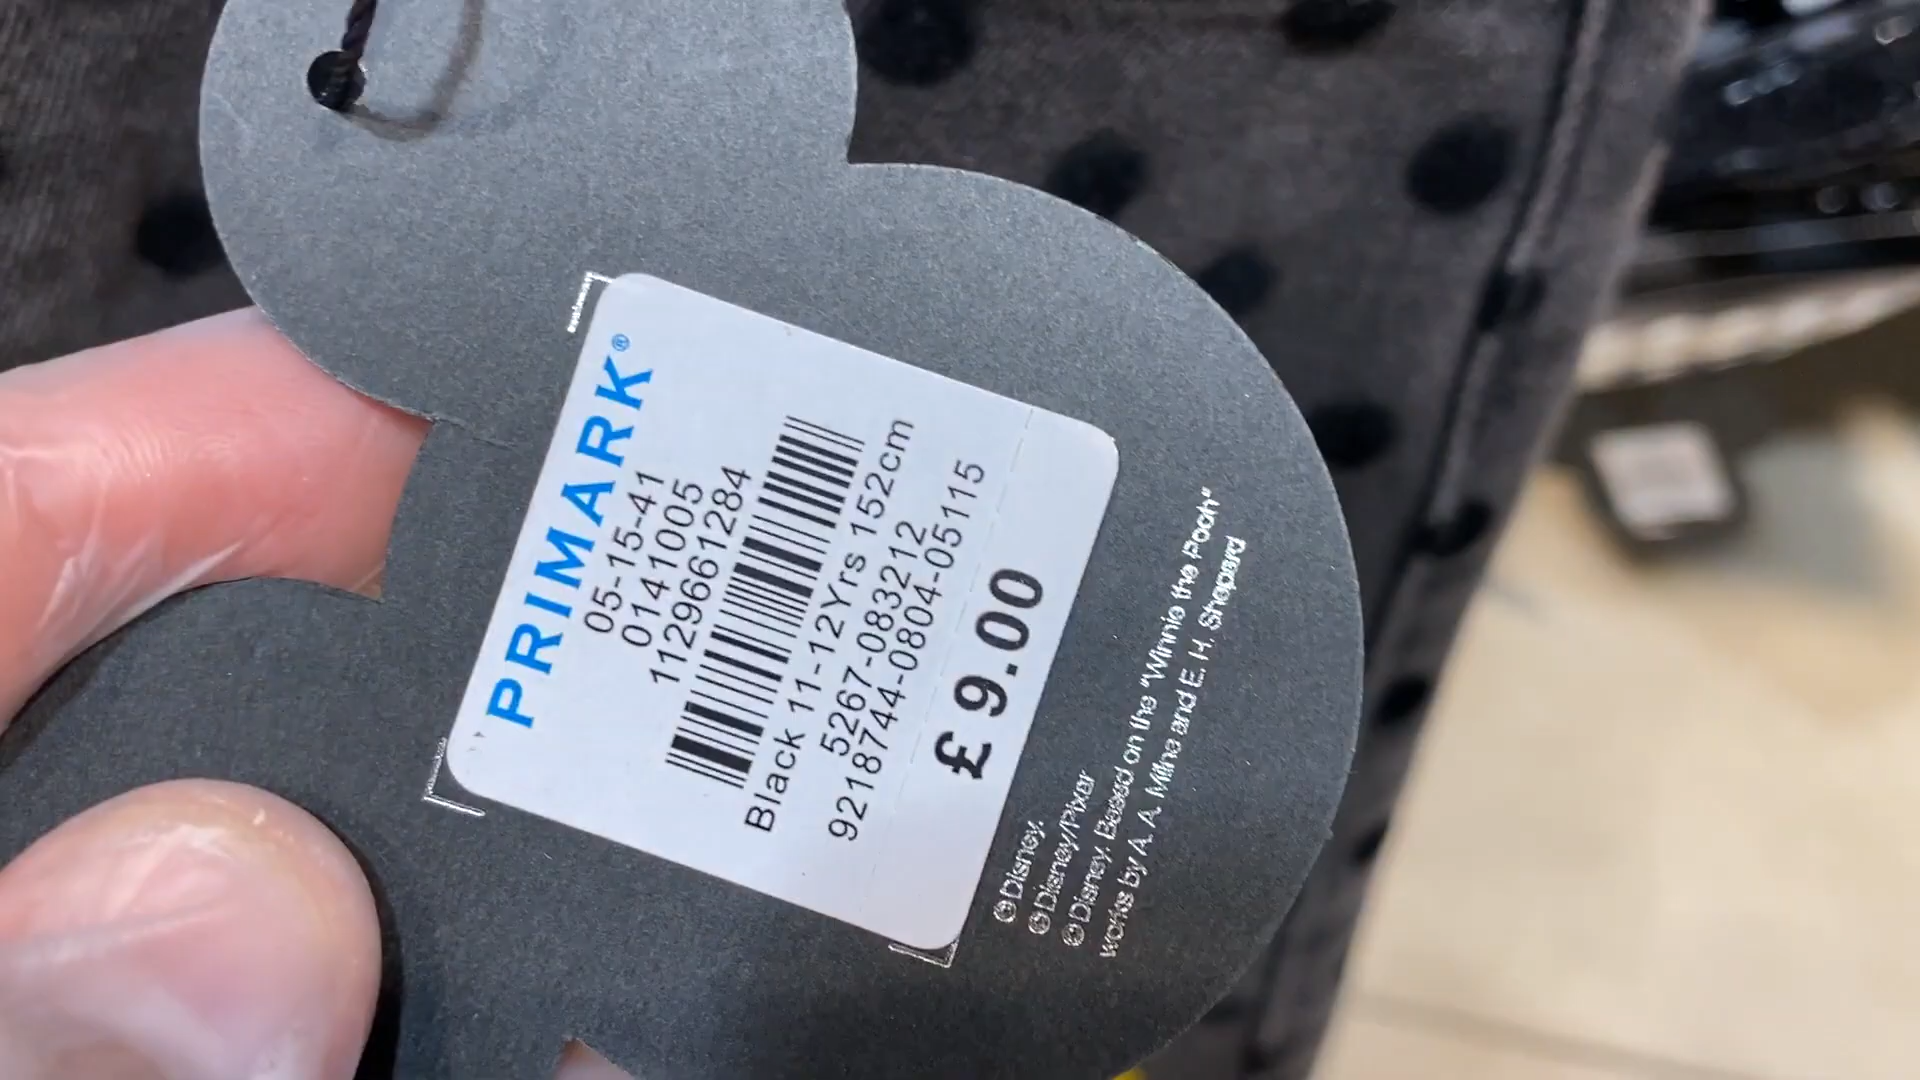 PRIMARK®
05-15-41
0141005
1129661284
Black 11-12Yrs 152cm
5267-083212
9218744-0804-05115
£ 9.00
©Disney.
©Disney/Pixar
©Disney. Based on the "Winnie the Pooh"
works by A. A. Milne and E. H. Shepard